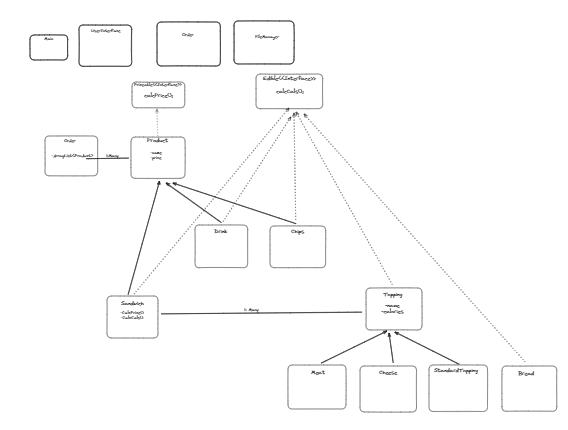 Main
UserInterface
Order
FileManager
Priceable<<Interface>>
calcPrice();
Edible<<Interface>>
calcCals();
Order
-ArrayList<Product>
1-Many
Product
-name
-price
Drink
Chips
Sandwich
-CalcPrice()
-CalcCals()
1- Many
Topping
-name
-calories
Meat
Cheese
StandardTopping
Bread